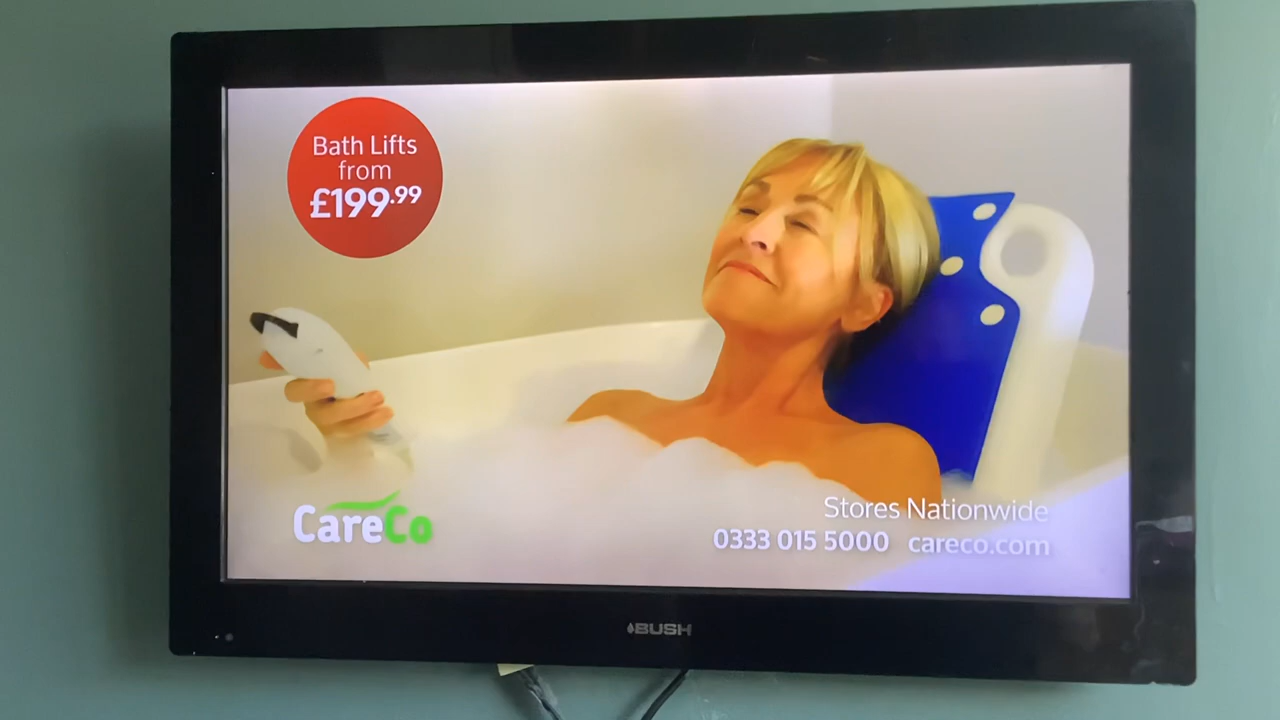 Bath Lifts
from
£199.99
CareCo
Stores Nationwide
0333 015 5000 careco.com
BUSH